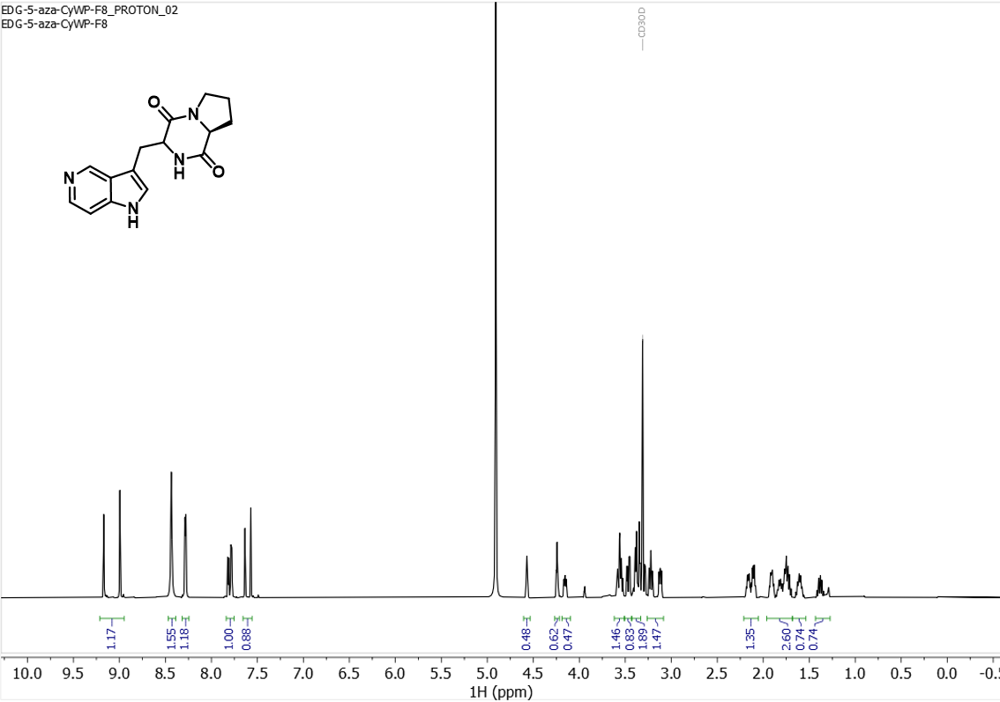 EDG-5-aza-CyWP-F8_PROTON_02
EDG-5-aza-CyWP-F8
CD3OD
O
N
N
H
O
N
N
H
1.17
1.55
1.18
1.00
0.88
0.48
0.62
0.47
1.46
0.83
1.89
1.47
1.35
2.60
0.74
0.74
10.0 9.5 9.0 8.5 8.0 7.5 7.0 6.5 6.0 5.5 5.0 4.5 4.0 3.5 3.0 2.5 2.0 1.5 1.0 0.5 0.0 -0.5
1H (ppm)